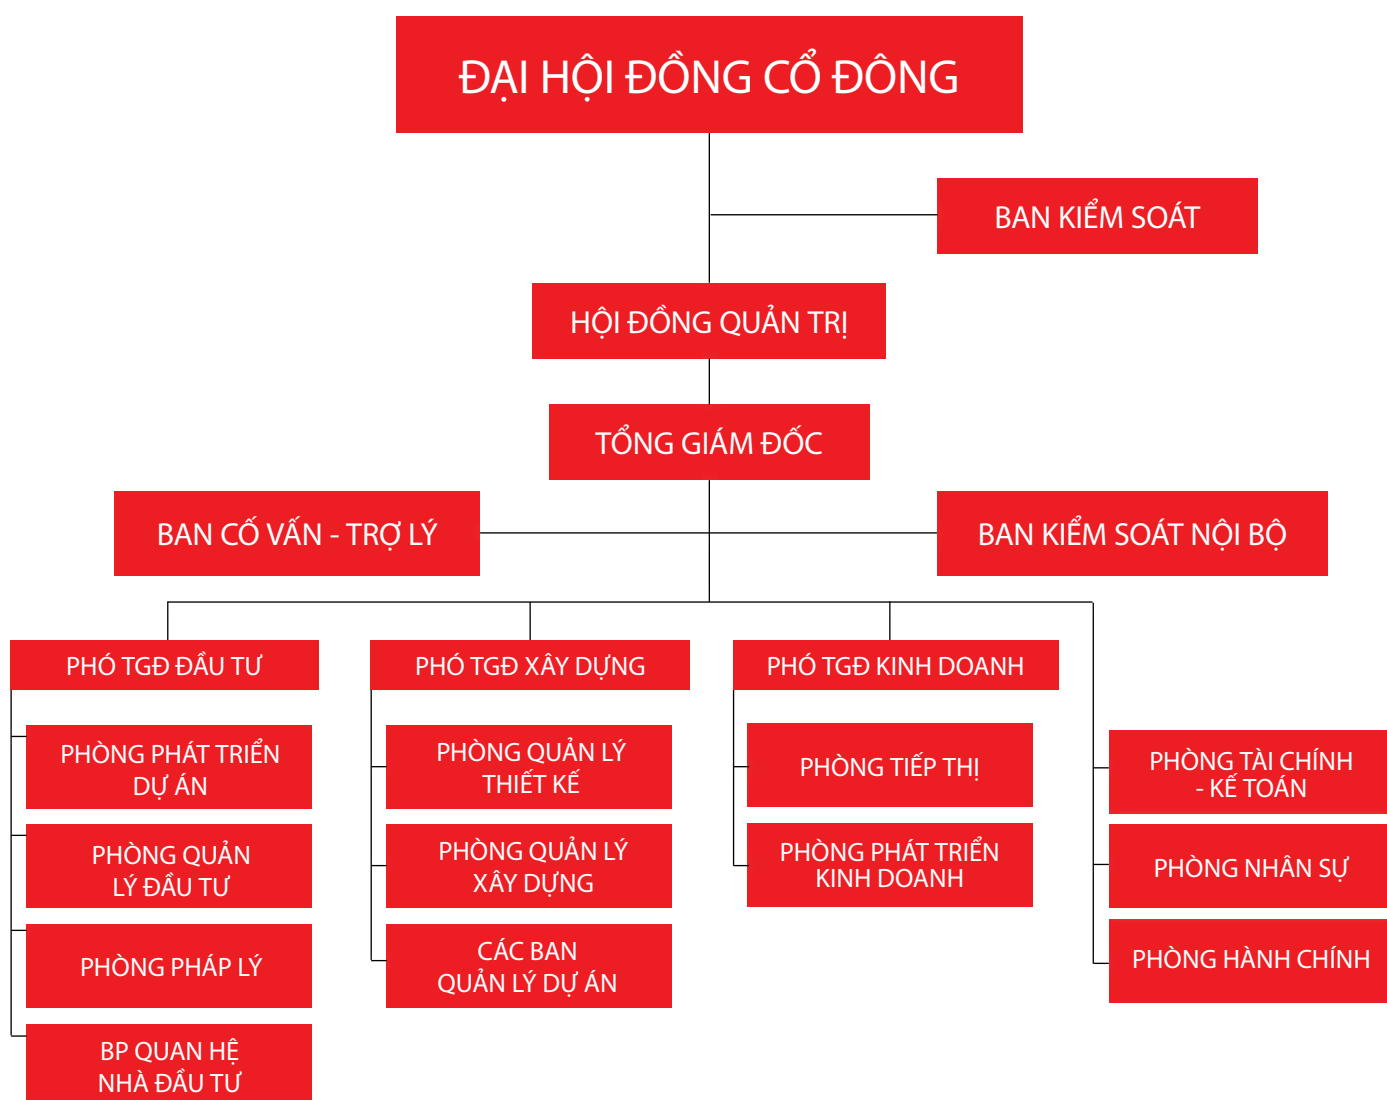 ĐẠI HỘI ĐỒNG CỔ ĐÔNG
BAN KIỂM SOÁT
HỘI ĐỒNG QUẢN TRỊ
TỔNG GIÁM ĐỐC
BAN CỐ VẤN - TRỢ LÝ
BAN KIỂM SOÁT NỘI BỘ
PHÓ TGĐ ĐẦU TƯ
PHÒNG PHÁT TRIỂN
DỰ ÁN
PHÒNG QUẢN
LÝ ĐẦU TƯ
PHÒNG PHÁP LÝ
BP QUAN HỆ
NHÀ ĐẦU TƯ
PHÓ TGĐ XÂY DỰNG
PHÒNG QUẢN LÝ
THIẾT KẾ
PHÒNG QUẢN LÝ
XÂY DỰNG
CÁC BAN
QUẢN LÝ DỰ ÁN
PHÓ TGĐ KINH DOANH
PHÒNG TIẾP THỊ
PHÒNG PHÁT TRIỂN
KINH DOANH
PHÒNG TÀI CHÍNH
- KẾ TOÁN
PHÒNG NHÂN SỰ
PHÒNG HÀNH CHÍNH